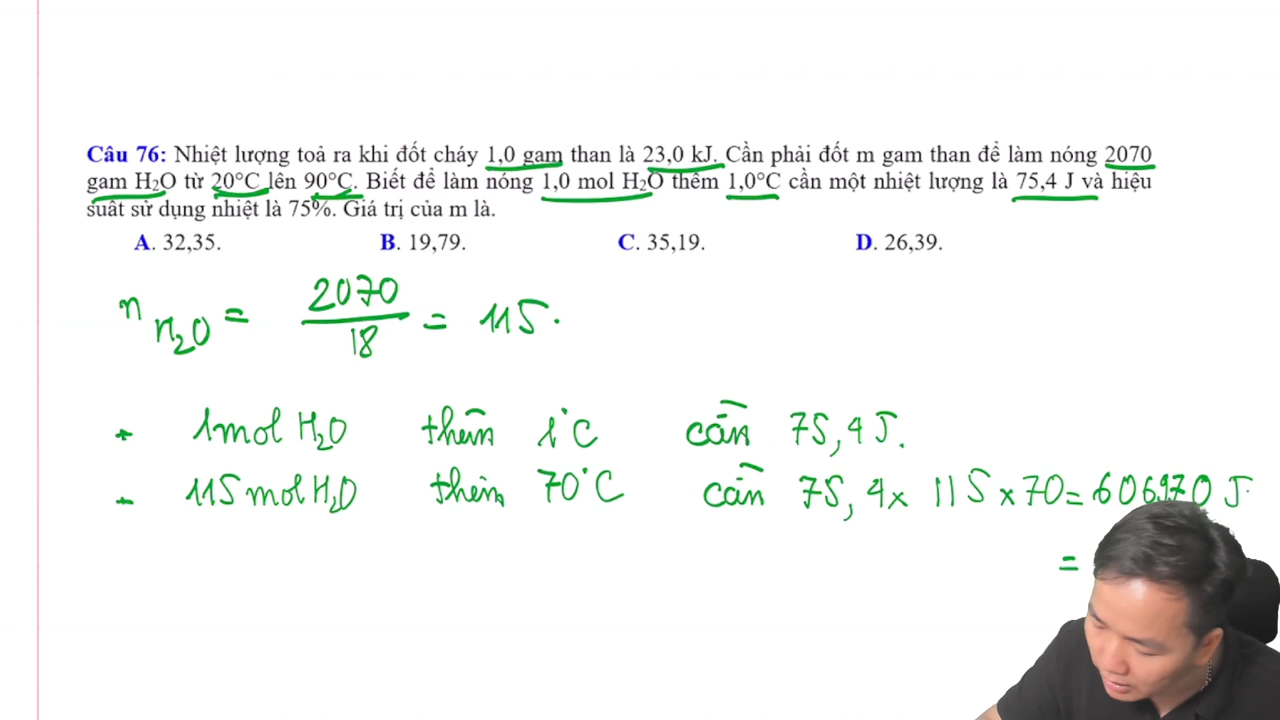 Câu 76: Nhiệt lượng toả ra khi đốt cháy 1,0 gam than là 23,0 kJ. Cần phải đốt m gam than để làm nóng 2070
gam H₂O từ 20°C lên 90°C. Biết để làm nóng 1,0 mol H₂O thêm 1,0°C cần một nhiệt lượng là 75,4 J và hiệu
suất sử dụng nhiệt là 75%. Giá trị của m là.
A. 32,35. B. 19,79. C. 35,19. D. 26,39.
n H₂O = 2070/18 = 115.
- 1mol H₂O thêm 1°C cần 75,4 J.
- 115 mol H₂O thêm 70°C cần 75,4 x 115 x 70 = 606970 J.
=